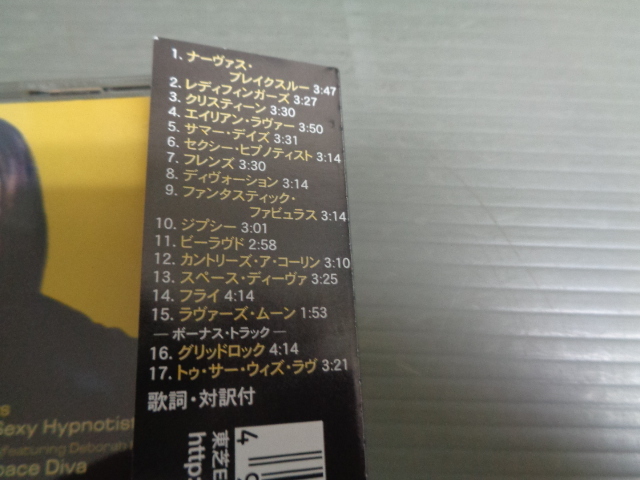 1. ナーヴァス・
ブレイクスルー 3:47
2. レディフィンガーズ 3:27
3. クリスティーン 3:30
4. エイリアン・ラヴァー 3:50
5. サマー・デイズ 3:31
6. セクシー・ヒプノティスト 3:14
7. フレンズ 3:30
8. ディヴォーション 3:14
9. ファンタスティック・
ファビュラス 3:14
10. ジプシー 3:01
11. ビーラヴド 2:58
12. カントリーズ・ア・コーリン 3:10
13. スペース・ディーヴァ 3:25
14. フライ 4:14
15. ラヴァーズ・ムーン 1:53
—ボーナス・トラック—
16. グリッドロック 4:14
17. トゥ・サー・ウィズ・ラヴ 3:21
歌詞・対訳付
東芝E
http:
4
Sexy Hypnotist
featuring Deborah
pace Diva